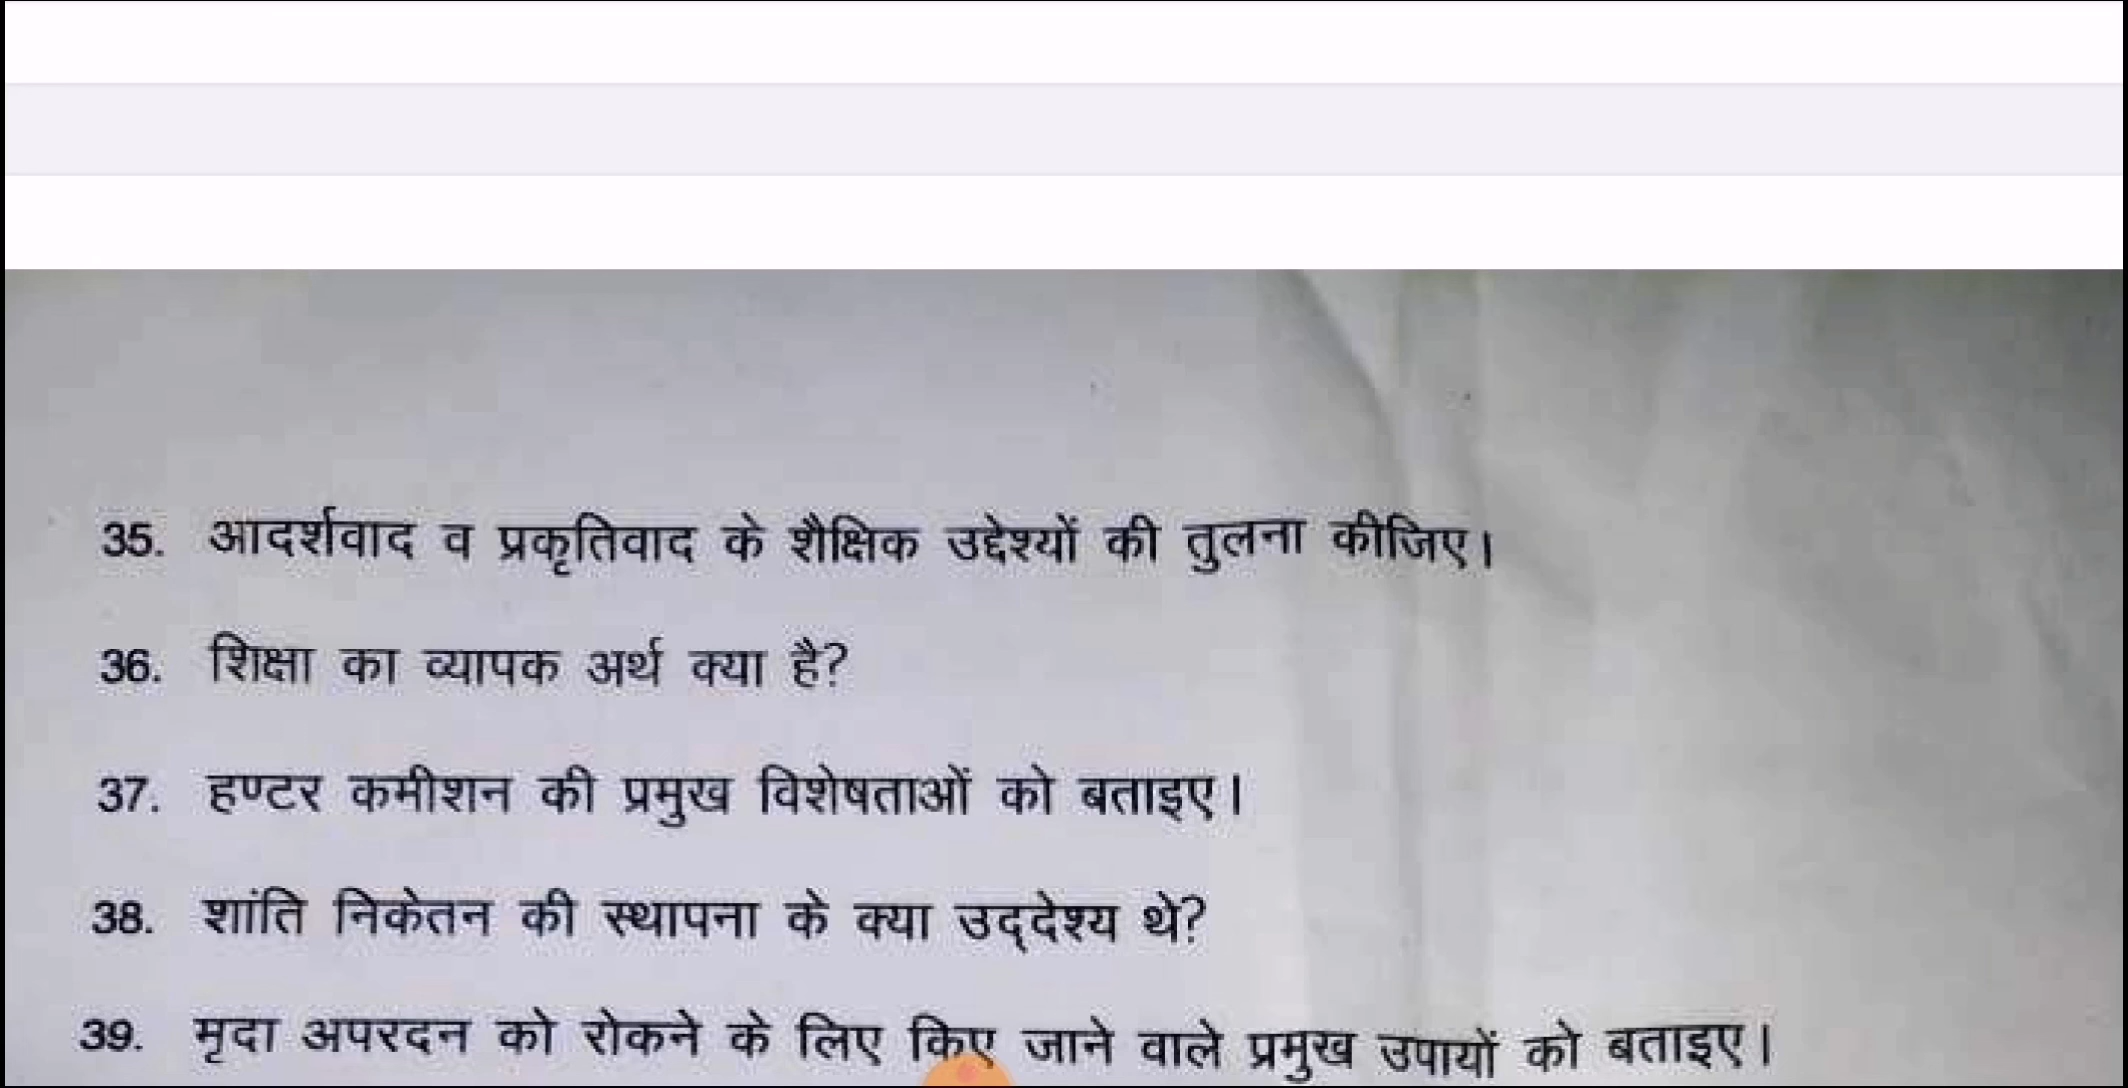 35. आदर्शवाद व प्रकृतिवाद के शैक्षिक उद्देश्यों की तुलना कीजिए।
36. शिक्षा का व्यापक अर्थ क्या है?
37. हण्टर कमीशन की प्रमुख विशेषताओं को बताइए।
38. शांति निकेतन की स्थापना के क्या उद्‌देश्य थे?
39. मृदा अपरदन को रोकने के लिए किए जाने वाले प्रमुख उपायों को बताइए।